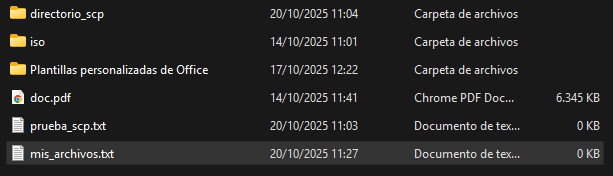 directorio_scp 20/10/2025 11:04 Carpeta de archivos
iso 14/10/2025 11:01 Carpeta de archivos
Plantillas personalizadas de Office 17/10/2025 12:22 Carpeta de archivos
doc.pdf 14/10/2025 11:41 Chrome PDF Doc... 6.345 KB
prueba_scp.txt 20/10/2025 11:03 Documento de tex... 0 KB
mis_archivos.txt 20/10/2025 11:27 Documento de tex... 0 KB